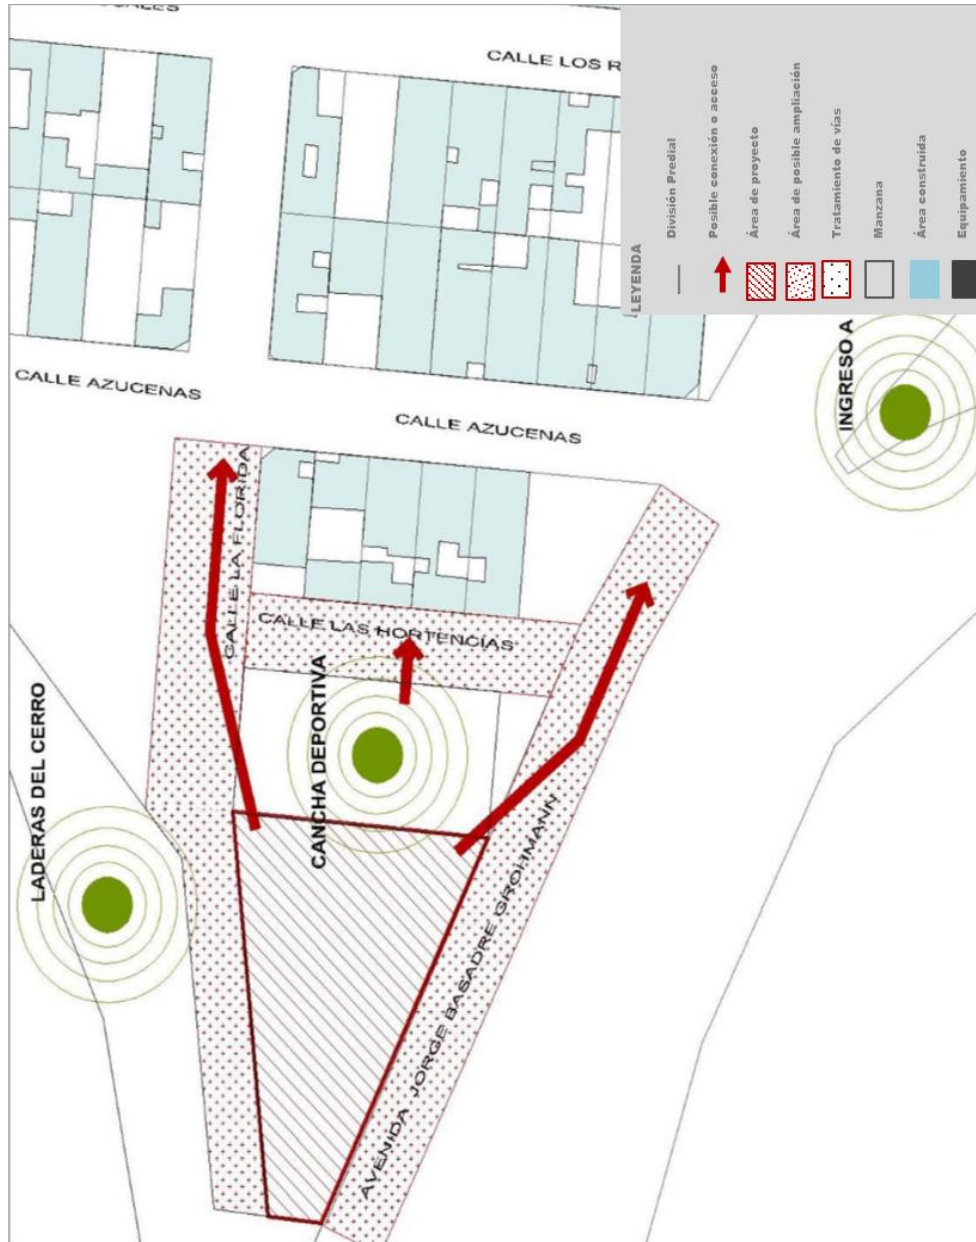 CALLE LOS R
LEYENDA
División Predial
Posible conexión o acceso
Área de proyecto
Área de posible ampliación
Tratamiento de vías
Manzana
Área construida
Equipamiento
CALLE AZUCENAS
CALLE AZUCENAS
INGRESO A
CALLE LA FLORIDA
CALLE LAS HORTENCIAS
LADERAS DEL CERRO
CANCHA DEPORTIVA
AVENIDA JORGE BASADRE GROHMANN